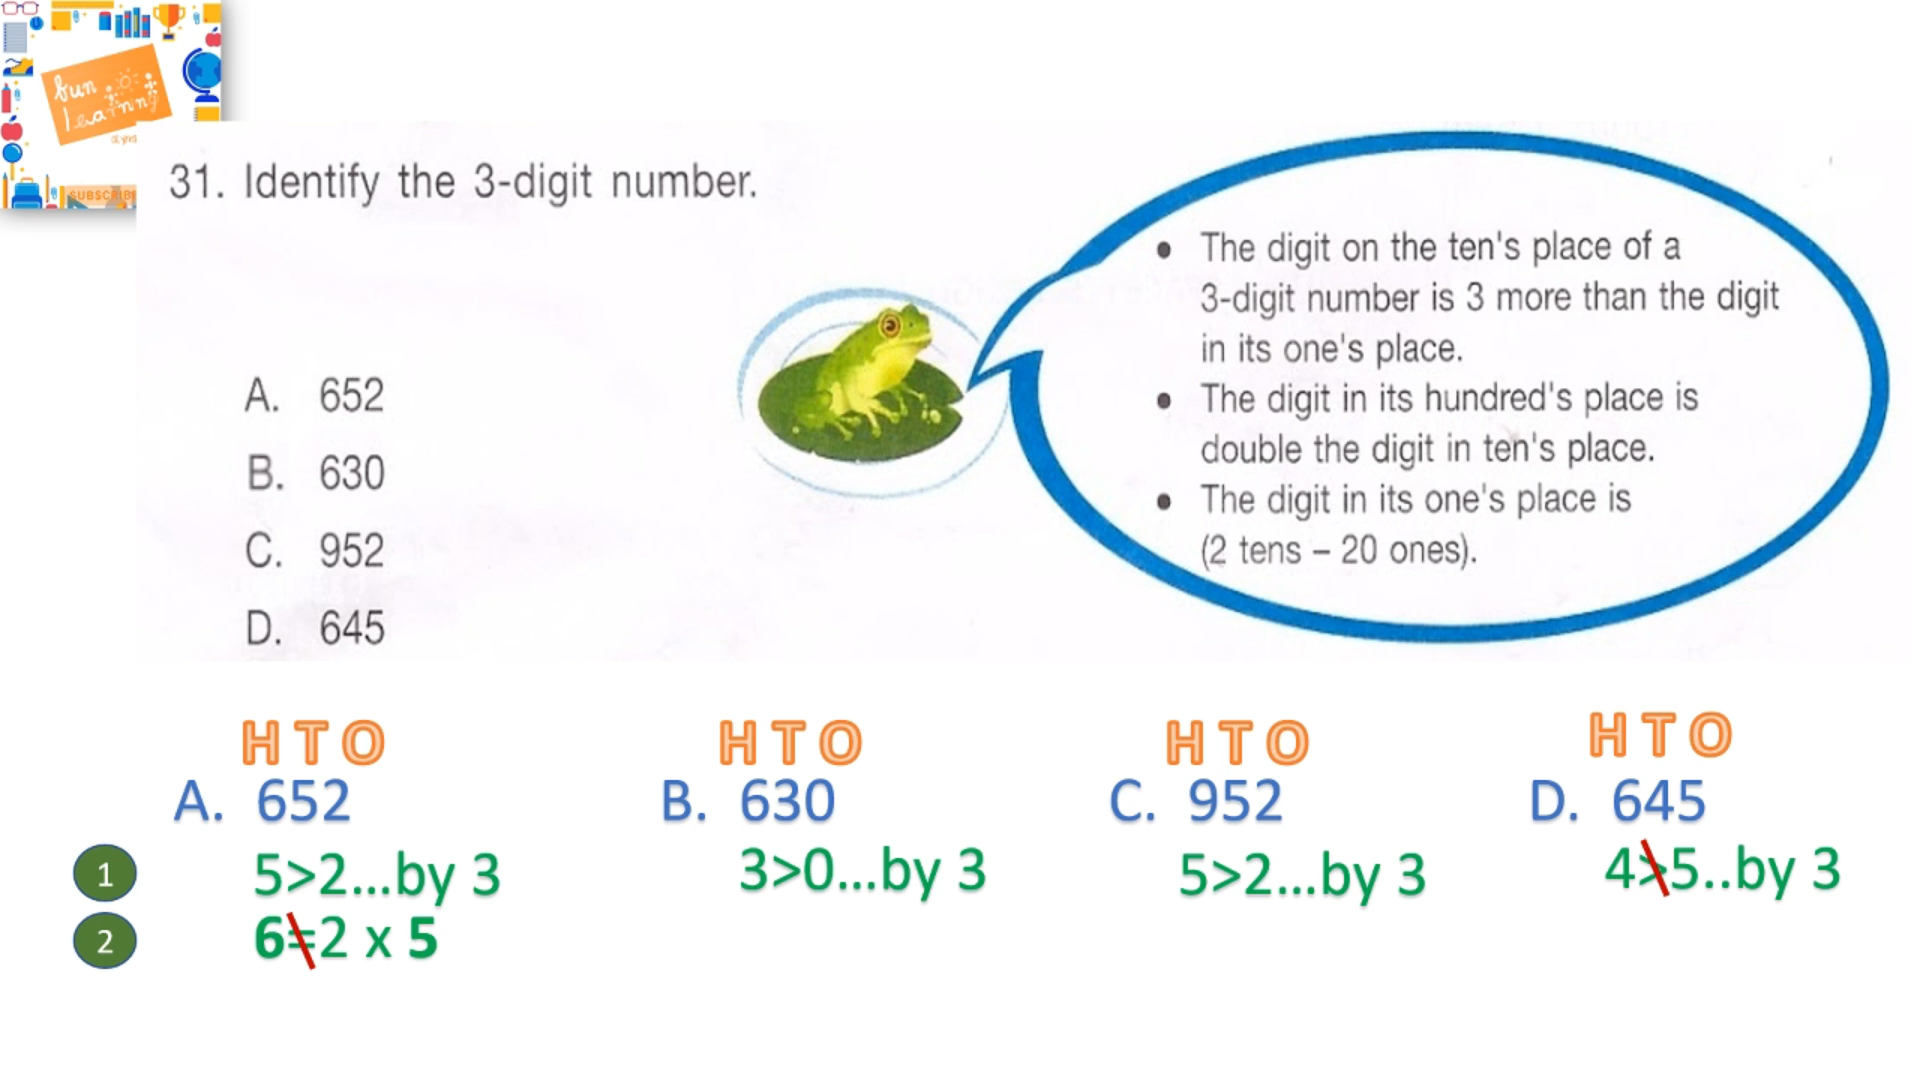 fun
learning
SUBSCRIBE
31. Identify the 3-digit number.
A. 652
B. 630
C. 952
D. 645
• The digit on the ten's place of a
3-digit number is 3 more than the digit
in its one's place.
• The digit in its hundred's place is
double the digit in ten's place.
• The digit in its one's place is
(2 tens – 20 ones).
H T O
H T O
H T O
H T O
A. 652
B. 630
C. 952
D. 645
1
5>2...by 3
3>0...by 3
5>2...by 3
4>5..by 3
2
6=2 x 5